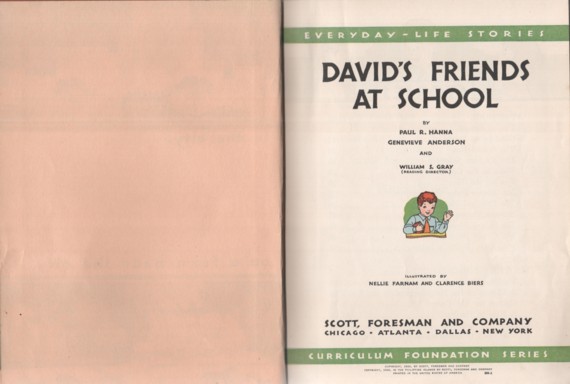 EVERYDAY-LIFE STORIES
DAVID'S FRIENDS
AT SCHOOL
BY
PAUL R. HANNA
GENEVIEVE ANDERSON
AND
WILLIAM S. GRAY
(READING DIRECTOR)
ILLUSTRATED BY
NELLIE FARNAM AND CLARENCE BIERS
SCOTT, FORESMAN AND COMPANY
CHICAGO • ATLANTA • DALLAS • NEW YORK
CURRICULUM FOUNDATION SERIES